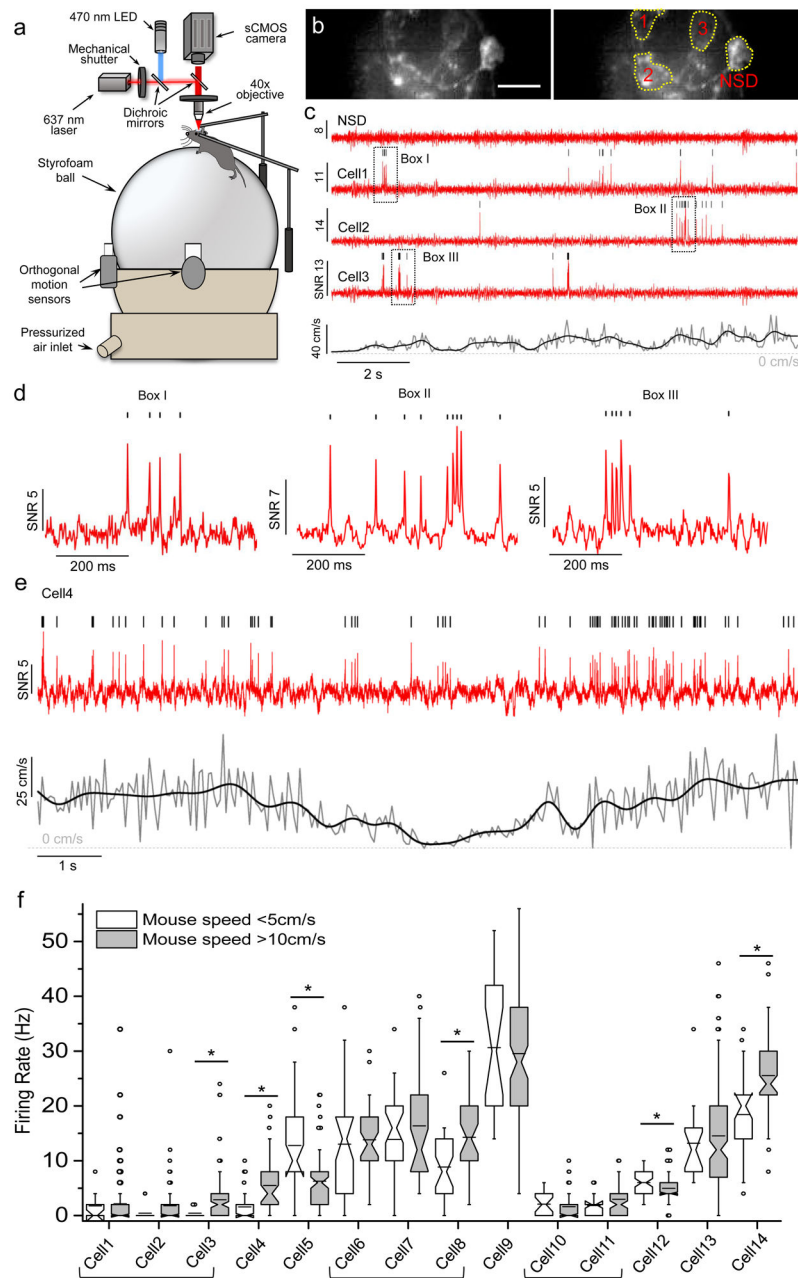 a
470 nm LED
sCMOS
camera
Mechanical
shutter
40x
objective
637 nm
laser
Dichroic
mirrors
Styrofoam
ball
Orthogonal
motion
sensors
Pressurized
air inlet
b
1
2
3
NSD
c
8
NSD
11
Cell1
Box I
14
Cell2
Box II
SNR 13
Cell3
Box III
40 cm/s
0 cm/s
2 s
d
Box I
Box II
Box III
SNR 5
SNR 7
SNR 5
200 ms
200 ms
200 ms
e
Cell4
SNR 5
25 cm/s
0 cm/s
1 s
f
Mouse speed <5cm/s
Mouse speed >10cm/s
Firing Rate (Hz)
50
40
30
20
10
0
* * * * * *
Cell1 Cell2 Cell3 Cell4 Cell5 Cell6 Cell7 Cell8 Cell9 Cell10 Cell11 Cell12 Cell13 Cell14